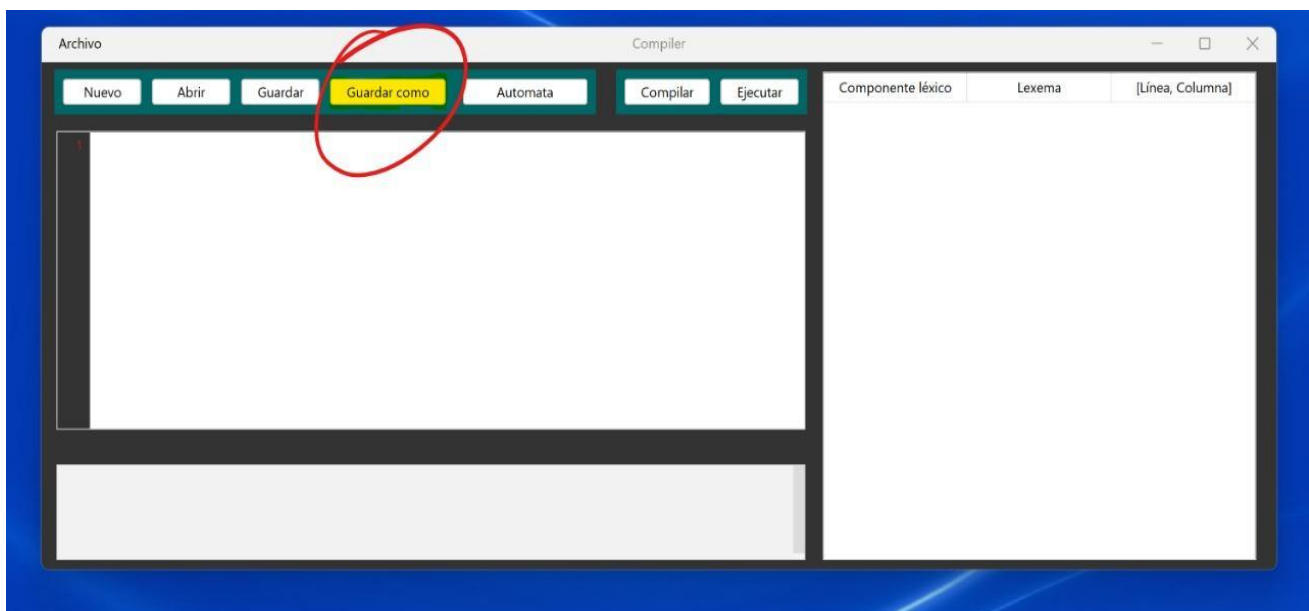 Archivo
Compiler
Nuevo Abrir Guardar Guardar como Automata Compilar Ejecutar
Componente léxico Lexema [Línea, Columna]
1